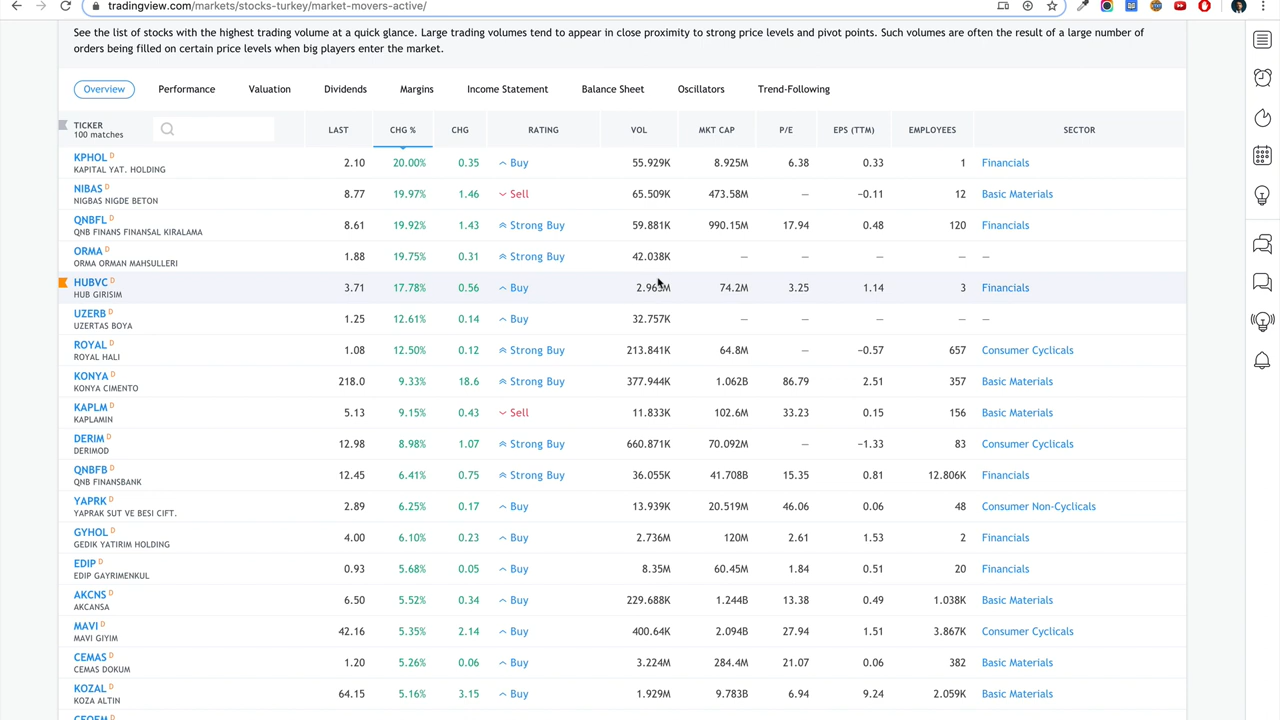 tradingview.com/markets/stocks-turkey/market-movers-active/
See the list of stocks with the highest trading volume at a quick glance. Large trading volumes tend to appear in close proximity to strong price levels and pivot points. Such volumes are often the result of a large number of
orders being filled on certain price levels when big players enter the market.
Overview Performance Valuation Dividends Margins Income Statement Balance Sheet Oscillators Trend-Following
TICKER LAST CHG % CHG RATING VOL MKT CAP P/E EPS (TTM) EMPLOYEES SECTOR
100 matches
KPHOL D 2.10 20.00% 0.35 Buy 55.929K 8.925M 6.38 0.33 1 Financials
KAPITAL YAT. HOLDING
NIBAS D 8.77 19.97% 1.46 Sell 65.509K 473.58M — −0.11 12 Basic Materials
NIGBAS NIGDE BETON
QNBFL D 8.61 19.92% 1.43 Strong Buy 59.881K 990.15M 17.94 0.48 120 Financials
QNB FINANS FINANSAL KIRALAMA
ORMA D 1.88 19.75% 0.31 Strong Buy 42.038K — — — — —
ORMA ORMAN MAHSULLERI
HUBVC D 3.71 17.78% 0.56 Buy 74.2M 3.25 1.14 3 Financials
HUB GIRISIM
UZERB D 1.25 12.61% 0.14 Buy 32.757K — — — — —
UZERTAS BOYA
ROYAL D 1.08 12.50% 0.12 Strong Buy 213.841K 64.8M — −0.57 657 Consumer Cyclicals
ROYAL HALI
KONYA D 218.0 9.33% 18.6 Strong Buy 377.944K 1.062B 86.79 2.51 357 Basic Materials
KONYA CIMENTO
KAPLM D 5.13 9.15% 0.43 Sell 11.833K 102.6M 33.23 0.15 156 Basic Materials
KAPLAMIN
DERIM D 12.98 8.98% 1.07 Strong Buy 660.871K 70.092M — −1.33 83 Consumer Cyclicals
DERIMOD
QNBFB D 12.45 6.41% 0.75 Strong Buy 36.055K 41.708B 15.35 0.81 12.806K Financials
QNB FINANSBANK
YAPRK D 2.89 6.25% 0.17 Buy 13.939K 20.519M 46.06 0.06 48 Consumer Non-Cyclicals
YAPRAK SUT VE BESI CIFT.
GYHOL D 4.00 6.10% 0.23 Buy 2.736M 120M 2.61 1.53 2 Financials
GEDIK YATIRIM HOLDING
EDIP D 0.93 5.68% 0.05 Buy 8.35M 60.45M 1.84 0.51 20 Financials
EDIP GAYRIMENKUL
AKCNS D 6.50 5.52% 0.34 Buy 229.688K 1.244B 13.38 0.49 1.038K Basic Materials
AKCANSA
MAVI D 42.16 5.35% 2.14 Buy 400.64K 2.094B 27.94 1.51 3.867K Consumer Cyclicals
MAVI GIYIM
CEMAS D 1.20 5.26% 0.06 Buy 3.224M 284.4M 21.07 0.06 382 Basic Materials
CEMAS DOKUM
KOZAL D 64.15 5.16% 3.15 Buy 1.929M 9.783B 6.94 9.24 2.059K Basic Materials
KOZA ALTIN